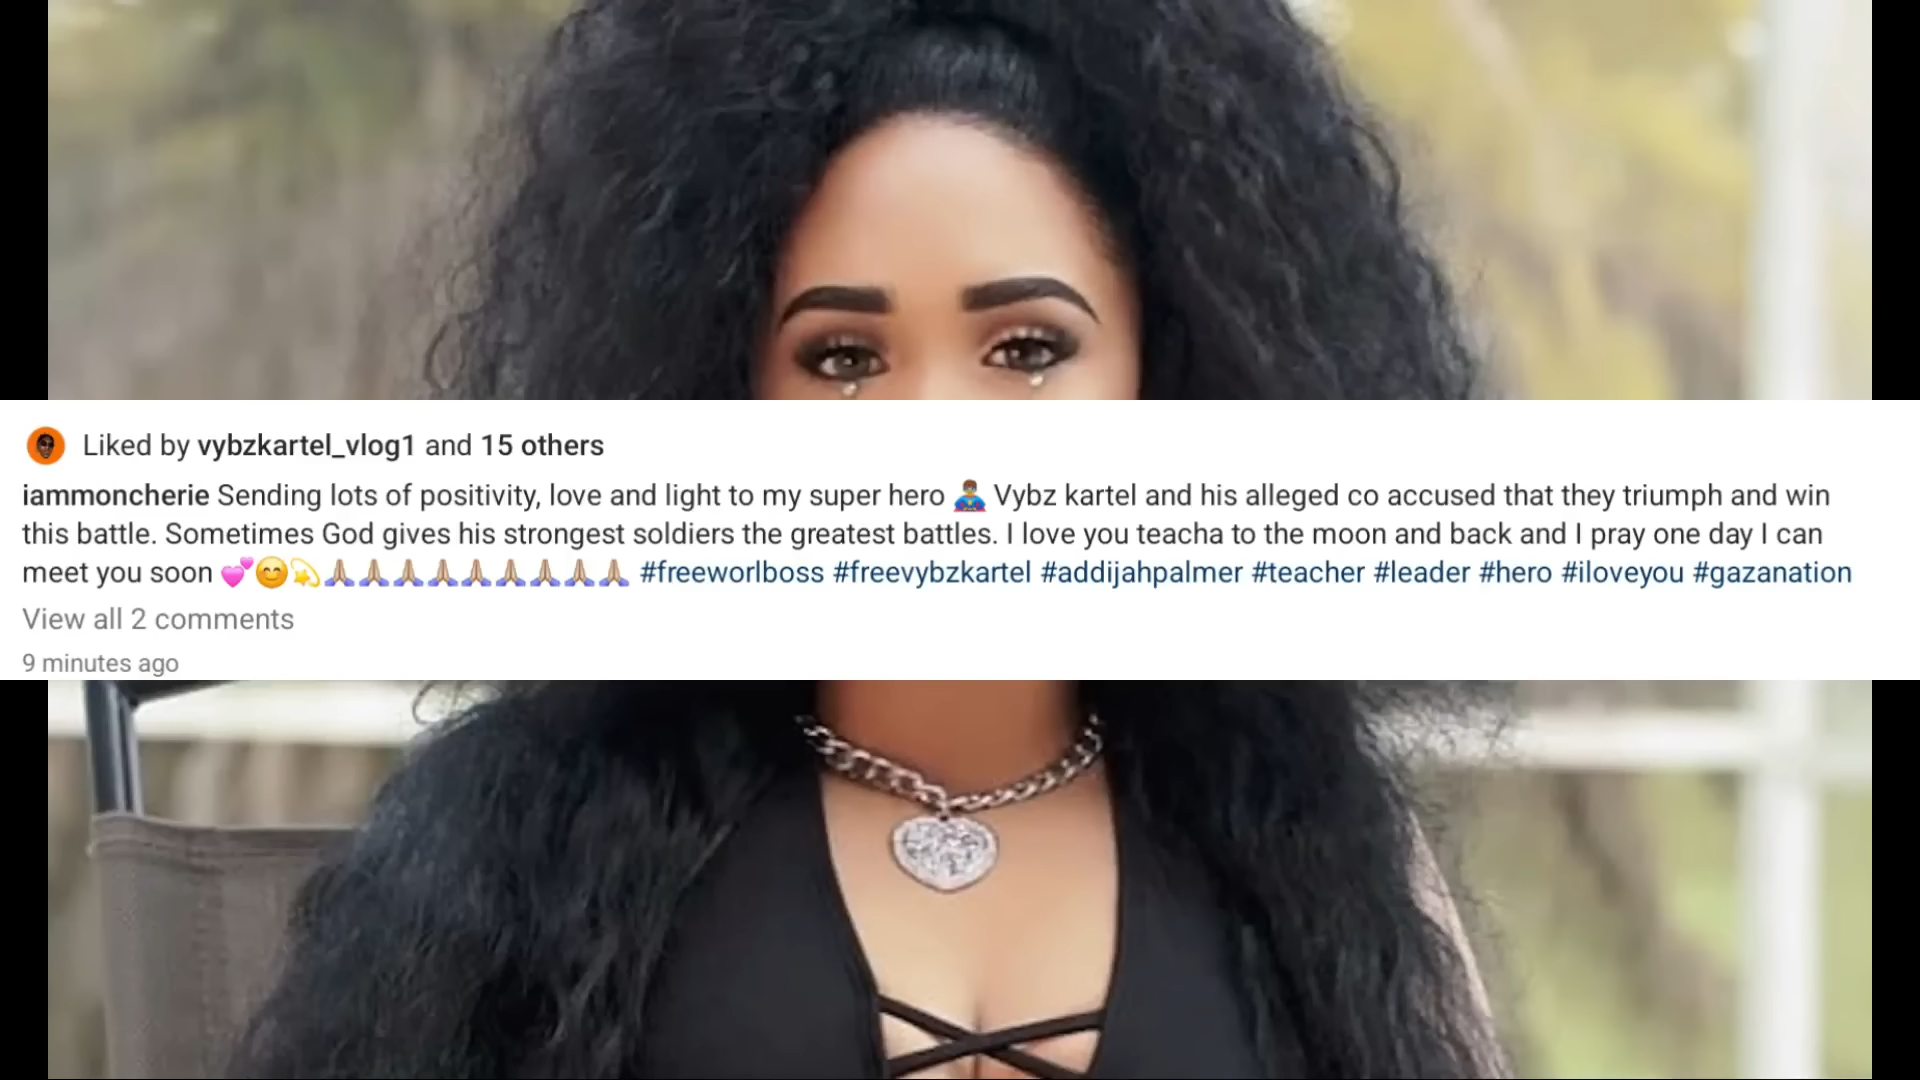 Liked by vybzkartel_vlog1 and 15 others
iammoncherie Sending lots of positivity, love and light to my super hero 🦸🏽‍♂️ Vybz kartel and his alleged co accused that they triumph and win
this battle. Sometimes God gives his strongest soldiers the greatest battles. I love you teacha to the moon and back and I pray one day I can
meet you soon 💕😊💫🙏🏽🙏🏽🙏🏽🙏🏽🙏🏽🙏🏽🙏🏽🙏🏽🙏🏽 #freeworlboss #freevybzkartel #addijahpalmer #teacher #leader #hero #iloveyou #gazanation
View all 2 comments
9 minutes ago